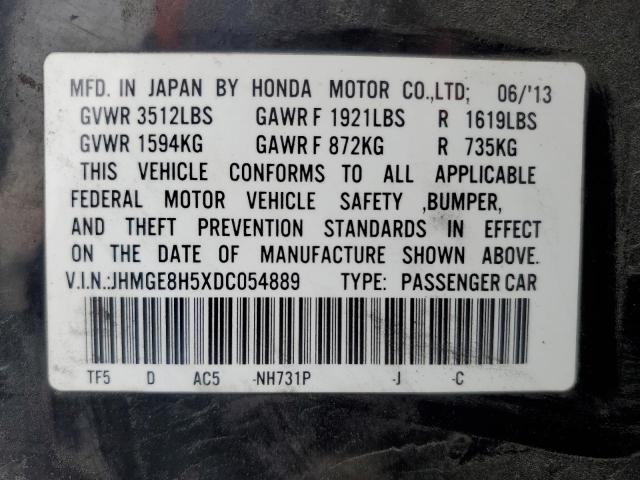 MFD. IN JAPAN BY HONDA MOTOR CO.,LTD; 06/'13
GVWR 3512LBS GAWR F 1921LBS R 1619LBS
GVWR 1594KG GAWR F 872KG R 735KG
THIS VEHICLE CONFORMS TO ALL APPLICABLE
FEDERAL MOTOR VEHICLE SAFETY ,BUMPER,
AND THEFT PREVENTION STANDARDS IN EFFECT
ON THE DATE OF MANUFACTURE SHOWN ABOVE.
V.I.N.:JHMGE8H5XDC054889 TYPE: PASSENGER CAR
TF5 D AC5 -NH731P -J -C